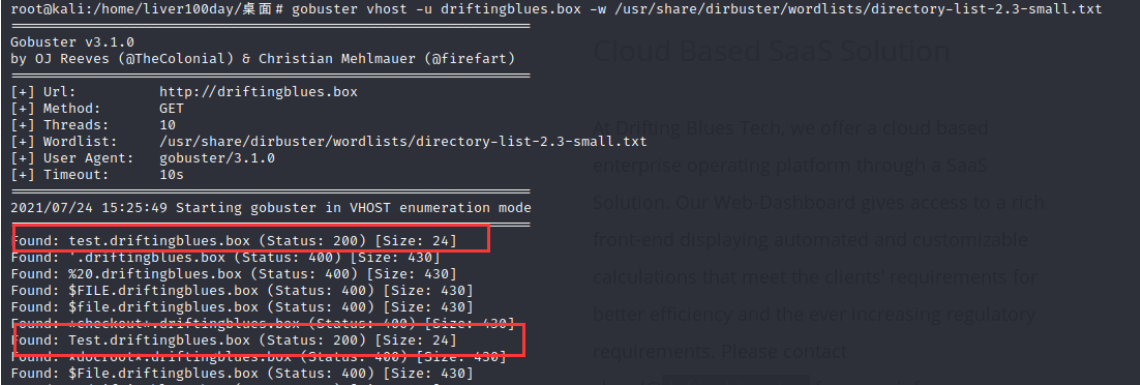 root@kali:/home/liver100day/桌面# gobuster vhost -u driftingblues.box -w /usr/share/dirbuster/wordlists/directory-list-2.3-small.txt
Gobuster v3.1.0
by OJ Reeves (@TheColonial) & Christian Mehlmauer (@firefart)
[+] Url: http://driftingblues.box
[+] Method: GET
[+] Threads: 10
[+] Wordlist: /usr/share/dirbuster/wordlists/directory-list-2.3-small.txt
[+] User Agent: gobuster/3.1.0
[+] Timeout: 10s
2021/07/24 15:25:49 Starting gobuster in VHOST enumeration mode
Found: test.driftingblues.box (Status: 200) [Size: 24]
Found: '.driftingblues.box (Status: 400) [Size: 430]
Found: %20.driftingblues.box (Status: 400) [Size: 430]
Found: $FILE.driftingblues.box (Status: 400) [Size: 430]
Found: $file.driftingblues.box (Status: 400) [Size: 430]
Found: *checkout*.driftingblues.box (Status: 400) [Size: 430]
Found: Test.driftingblues.box (Status: 200) [Size: 24]
Found: *docroot*.driftingblues.box (Status: 400) [Size: 430]
Found: $File.driftingblues.box (Status: 400) [Size: 430]
Cloud Based SaaS Solution
At Drifting Blues Tech, we offer a cloud based
enterprise operating platform through a SaaS
Solution. Our Web-Dashboard gives access to a rich
front-end displaying automated and customizable
calculations that meet the clients' requirements for
better efficiency and the ever increasing regulatory
requirements. Please contact